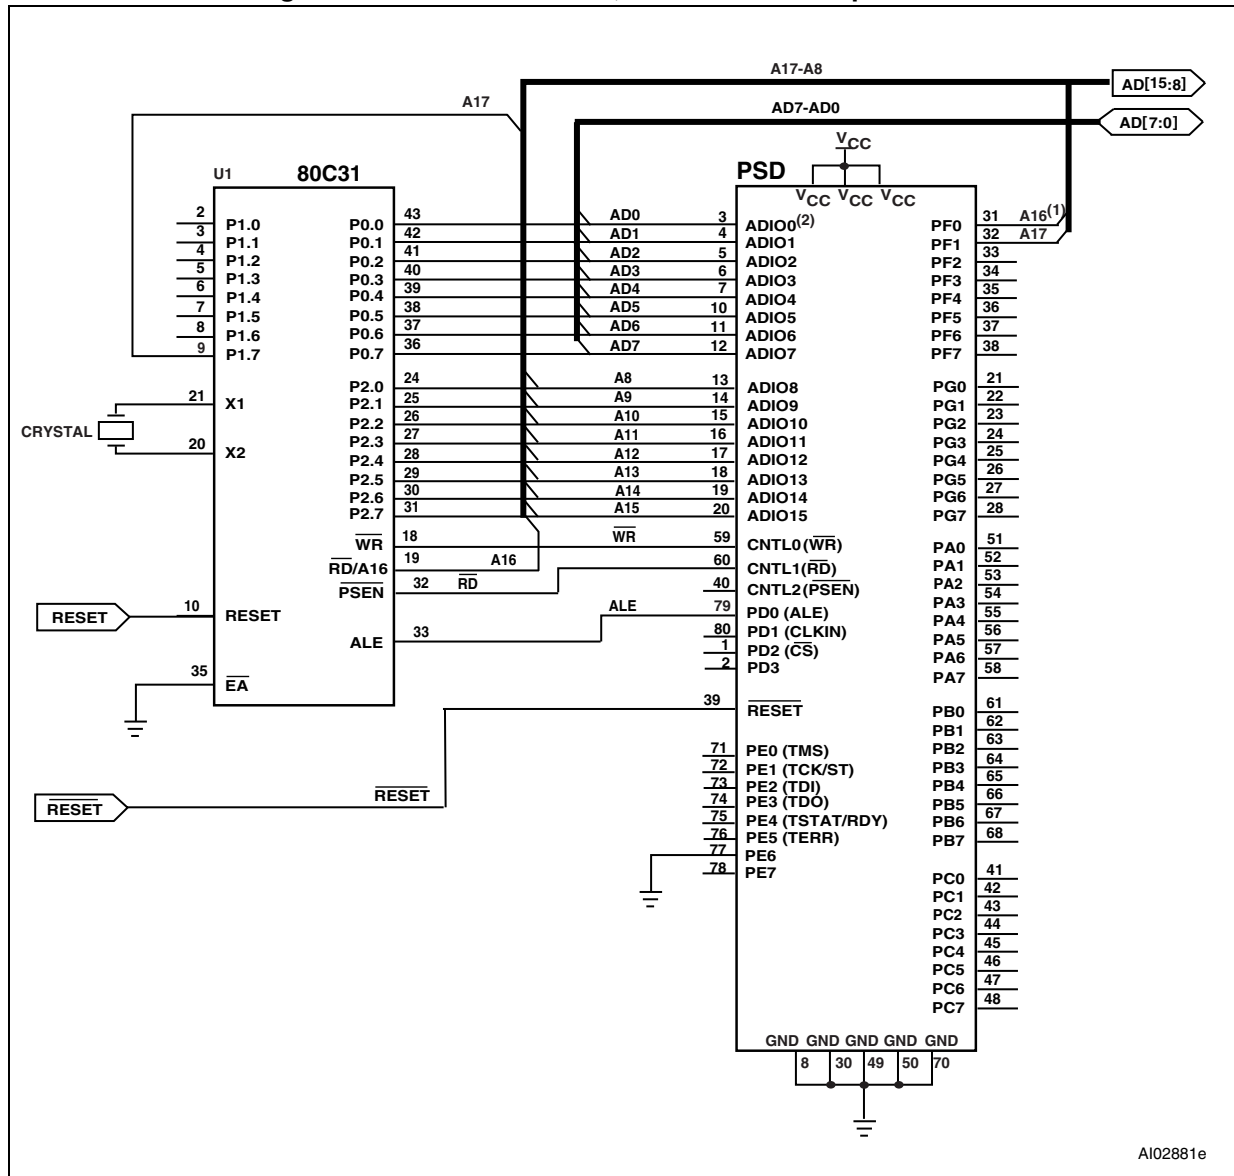 A17-A8
AD[15:8]
A17
AD7-AD0
AD[7:0]
VCC
U1
80C31
PSD
VCC VCC VCC
2 P1.0
3 P1.1
4 P1.2
5 P1.3
6 P1.4
7 P1.5
8 P1.6
9 P1.7
21 X1
CRYSTAL
20 X2
RESET
10 RESET
35 EA
P0.0 43 AD0 3 ADIO0(2)
P0.1 42 AD1 4 ADIO1
P0.2 41 AD2 5 ADIO2
P0.3 40 AD3 6 ADIO3
P0.4 39 AD4 7 ADIO4
P0.5 38 AD5 10 ADIO5
P0.6 37 AD6 11 ADIO6
P0.7 36 AD7 12 ADIO7
P2.0 24 A8 13 ADIO8
P2.1 25 A9 14 ADIO9
P2.2 26 A10 15 ADIO10
P2.3 27 A11 16 ADIO11
P2.4 28 A12 17 ADIO12
P2.5 29 A13 18 ADIO13
P2.6 30 A14 19 ADIO14
P2.7 31 A15 20 ADIO15
WR 18 WR 59 CNTL0(WR)
RD/A16 19 A16
60 CNTL1(RD)
PSEN 32 RD
40 CNTL2(PSEN)
ALE 33 ALE 79 PD0 (ALE)
80 PD1 (CLKIN)
1 PD2 (CS)
2 PD3
39 RESET
RESET RESET
71 PE0 (TMS)
72 PE1 (TCK/ST)
73 PE2 (TDI)
74 PE3 (TDO)
75 PE4 (TSTAT/RDY)
76 PE5 (TERR)
77 PE6
78 PE7
PF0 31 A16(1)
PF1 32 A17
PF2 33
PF3 34
PF4 35
PF5 36
PF6 37
PF7 38
PG0 21
PG1 22
PG2 23
PG3 24
PG4 25
PG5 26
PG6 27
PG7 28
PA0 51
PA1 52
PA2 53
PA3 54
PA4 55
PA5 56
PA6 57
PA7 58
PB0 61
PB1 62
PB2 63
PB3 64
PB4 65
PB5 66
PB6 67
PB7 68
PC0 41
PC1 42
PC2 43
PC3 44
PC4 45
PC5 46
PC6 47
PC7 48
GND GND GND GND GND
8 30 49 50 70
AI02881e